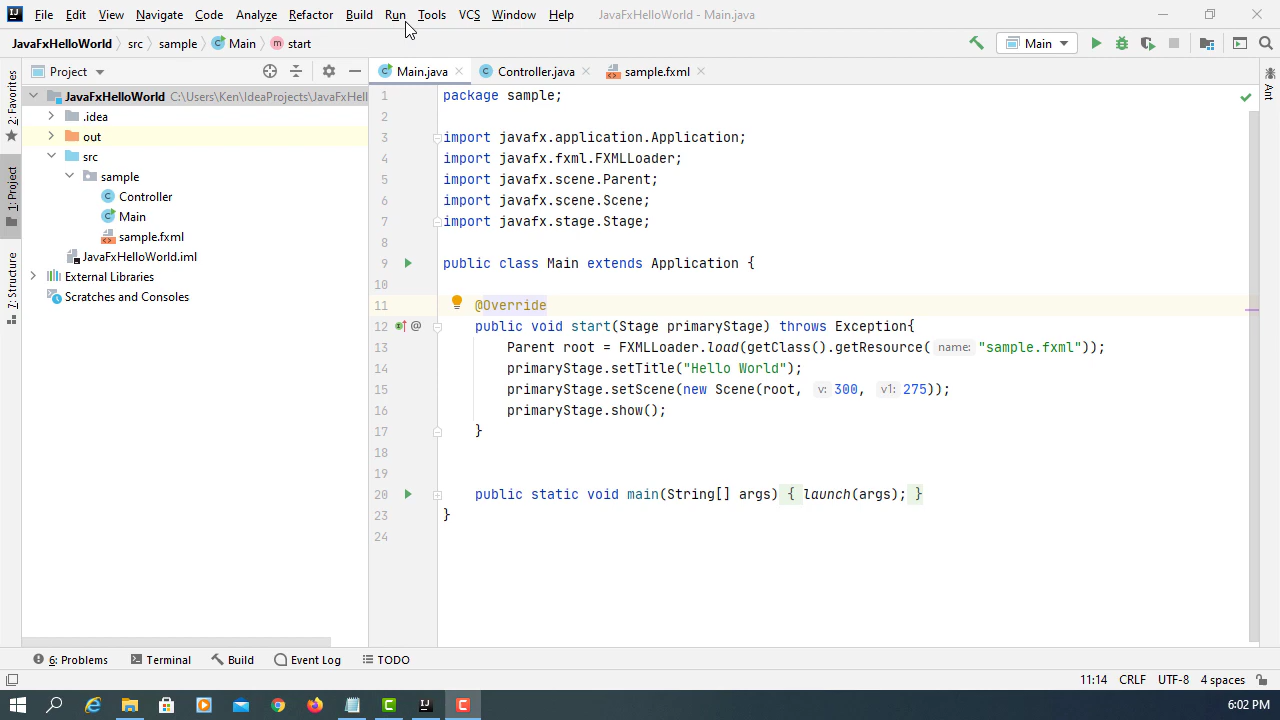 File Edit View Navigate Code Analyze Refactor Build Run Tools VCS Window Help JavaFxHelloWorld - Main.java
JavaFxHelloWorld src sample Main start Main
Project
Main.java Controller.java sample.fxml
2: Favorites
1: Project
7: Structure
Ant
JavaFxHelloWorld C:\Users\Ken\IdeaProjects\JavaFxHell
.idea
out
src
sample
Controller
Main
sample.fxml
JavaFxHelloWorld.iml
External Libraries
Scratches and Consoles
1 package sample;
2
3 import javafx.application.Application;
4 import javafx.fxml.FXMLLoader;
5 import javafx.scene.Parent;
6 import javafx.scene.Scene;
7 import javafx.stage.Stage;
8
9 public class Main extends Application {
10
11 @Override
12 public void start(Stage primaryStage) throws Exception{
13 Parent root = FXMLLoader.load(getClass().getResource( name: "sample.fxml"));
14 primaryStage.setTitle("Hello World");
15 primaryStage.setScene(new Scene(root, v: 300, v1: 275));
16 primaryStage.show();
17 }
18
19
20 public static void main(String[] args) { launch(args); }
23 }
24
6: Problems Terminal Build Event Log TODO
11:14 CRLF UTF-8 4 spaces
6:02 PM